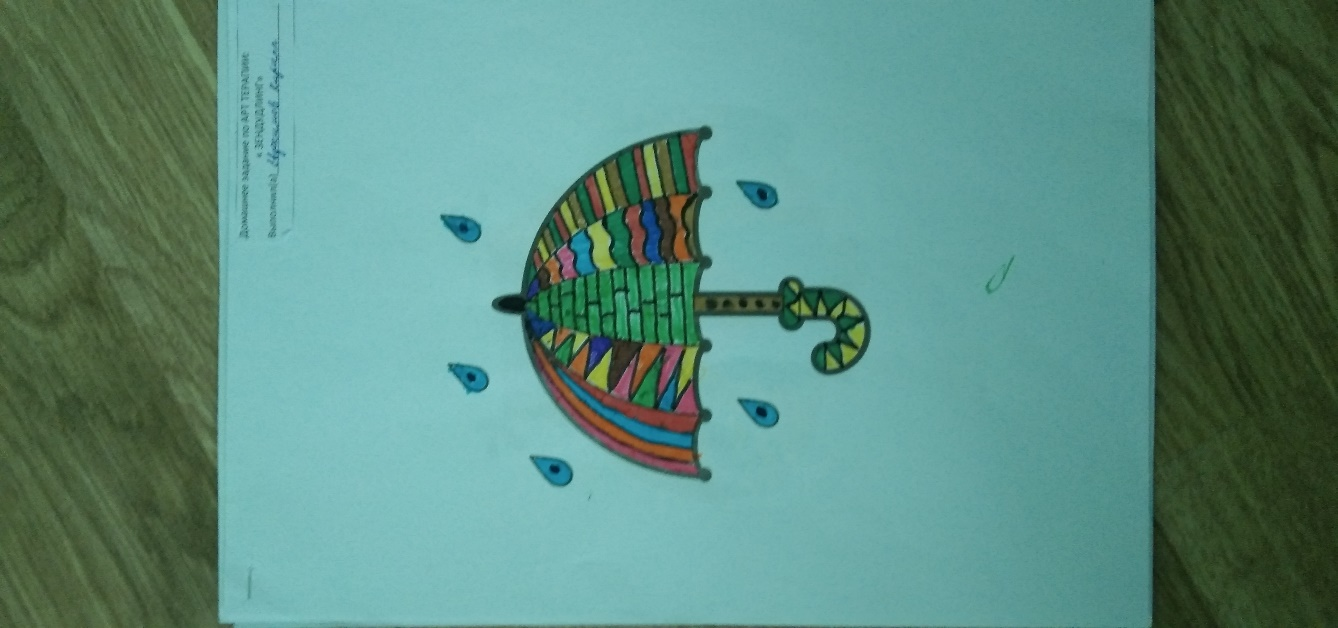 Домашнее задание по АРТ ТЕРАПИИ
« ЗЕНДУДЛИНГ»
Выполнил(а)